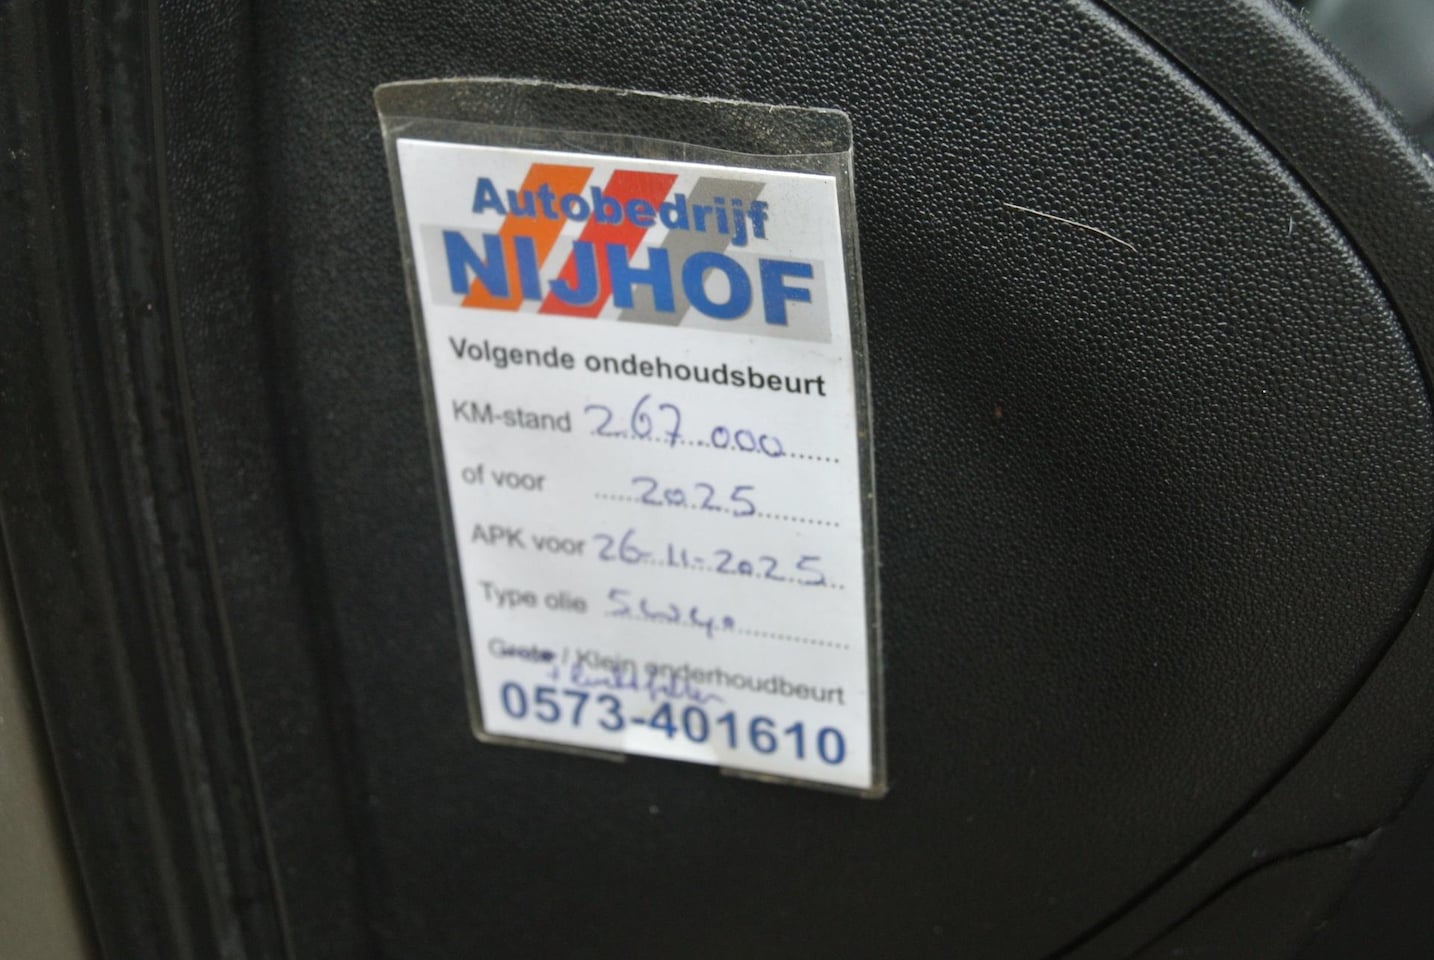 Autobedrijf
NIJHOF
Volgende ondehoudsbeurt
KM-stand 267.000
of voor 2025
APK voor 26-11-2025
Type olie 5w40
Grote / Klein onderhoudbeurt
0573-401610